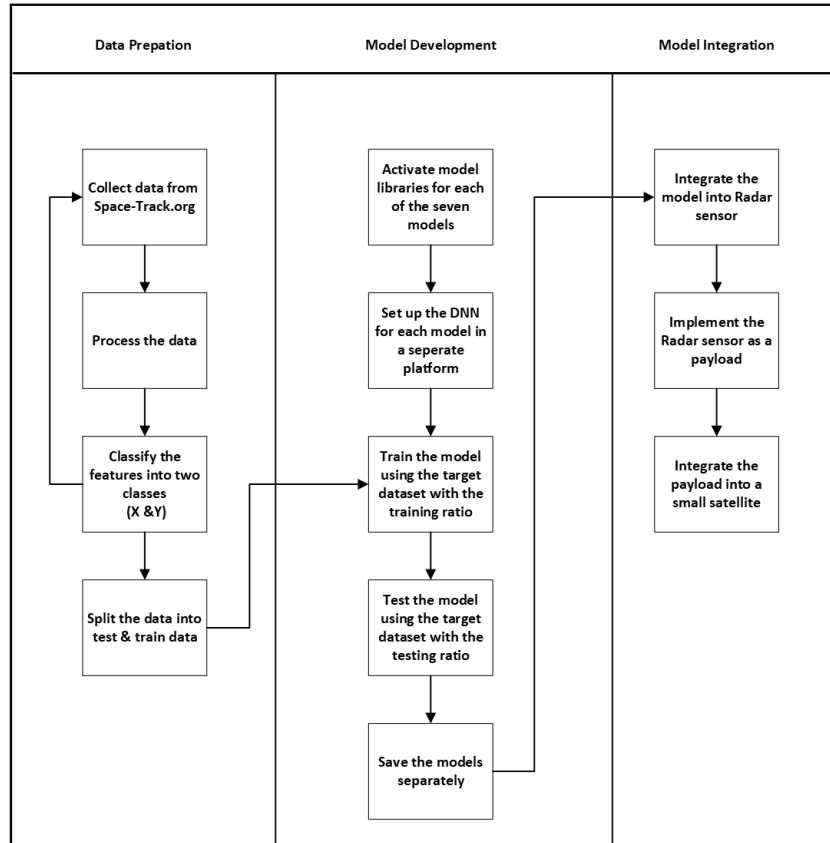 Data Prepation
Model Development
Model Integration
Collect data from
Space-Track.org
Process the data
Classify the
features into two
classes
(X &Y)
Split the data into
test & train data
Activate model
libraries for each
of the seven
models
Set up the DNN
for each model in
a seperate
platform
Train the model
using the target
dataset with the
training ratio
Test the model
using the target
dataset with the
testing ratio
Save the models
separately
Integrate the
model into Radar
sensor
Implement the
Radar sensor as a
payload
Integrate the
payload into a
small satellite